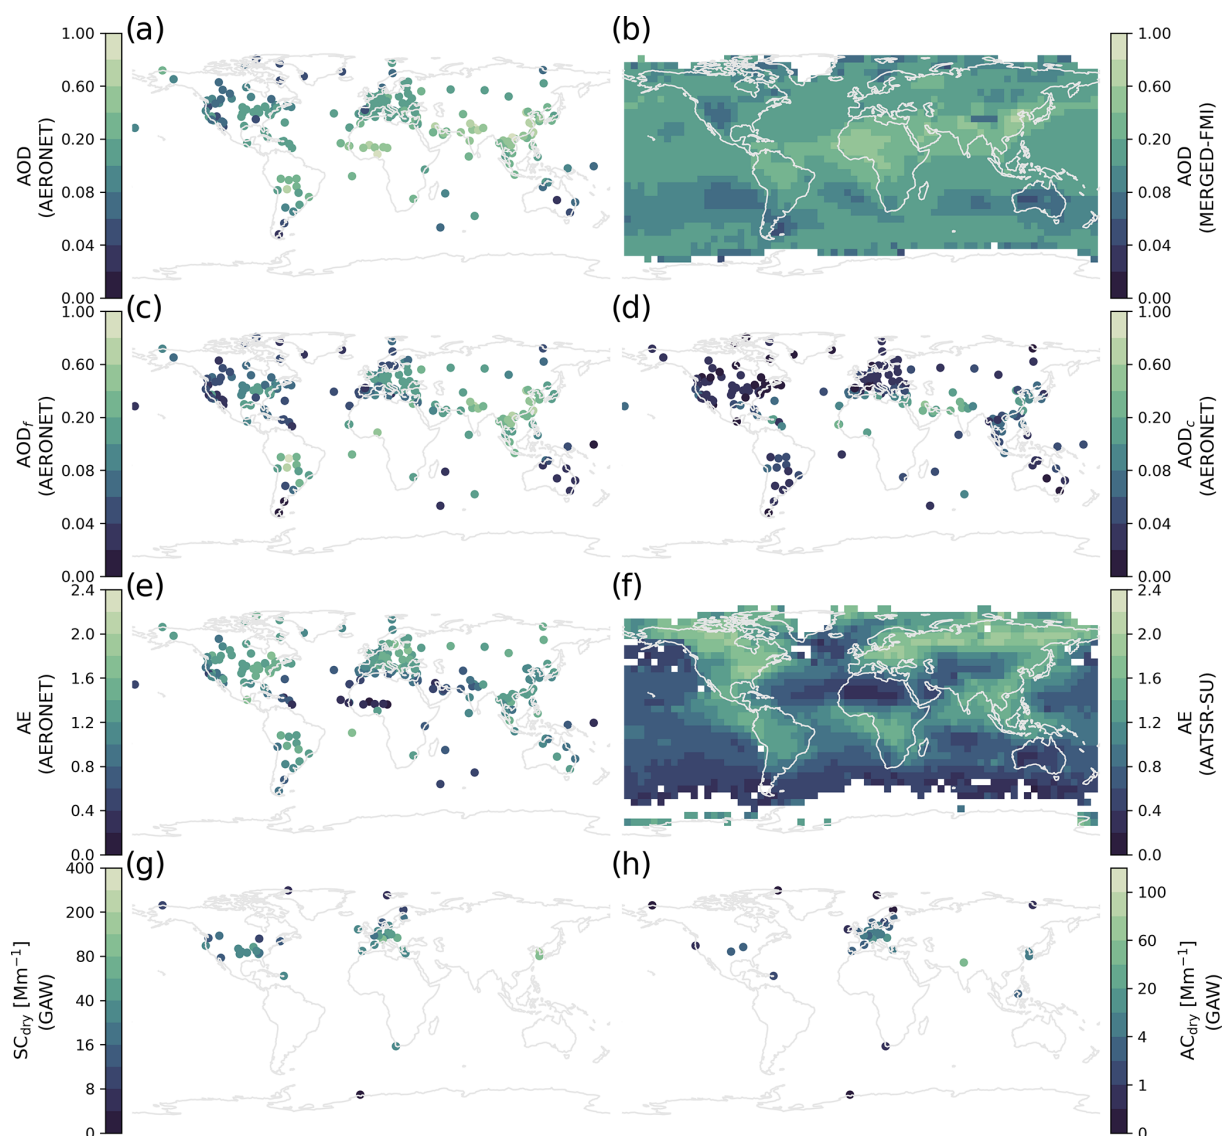 (a)
(b)
1.00
0.60
0.20
0.08
0.04
0.00
AOD
(AERONET)
1.00
0.60
0.20
0.08
0.04
0.00
AOD
(MERGED-FMI)
(c)
(d)
1.00
0.60
0.20
0.08
0.04
0.00
AODf
(AERONET)
1.00
0.60
0.20
0.08
0.04
0.00
AODc
(AERONET)
(e)
(f)
2.4
2.0
1.6
1.2
0.8
0.4
0.0
AE
(AERONET)
2.4
2.0
1.6
1.2
0.8
0.4
0.0
AE
(AATSR-SU)
(g)
(h)
400
200
80
40
16
8
0
SCdry [Mm−1]
(GAW)
100
60
20
4
1
0
ACdry [Mm−1]
(GAW)